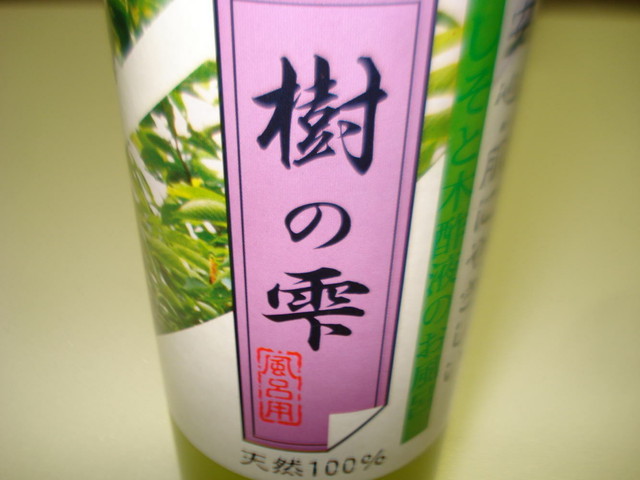 樹の雫
風呂用
天然100%
しそと木酢液のお風呂